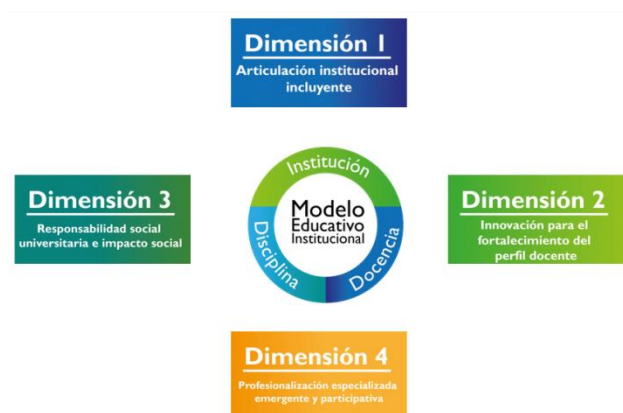 Dimensión 1
Articulación institucional
incluyente
Dimensión 3
Responsabilidad social
universitaria e impacto social
Institución
Disciplina
Docencia
Modelo
Educativo
Institucional
Dimensión 2
Innovación para el
fortalecimiento del
perfil docente
Dimensión 4
Profesionalización especializada
emergente y participativa